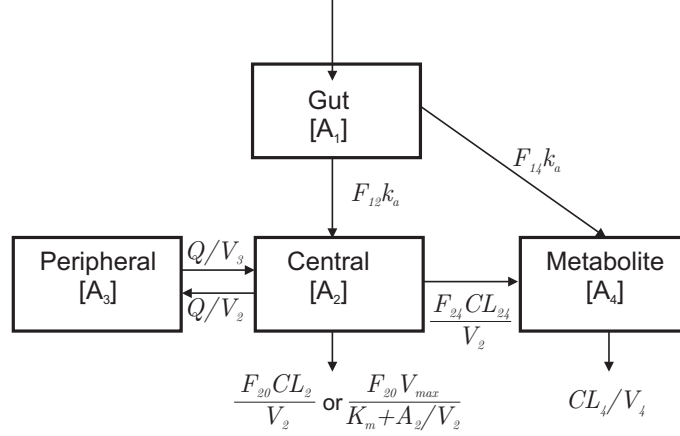 Gut
[A₁]
F₁₂kₐ
F₁₄kₐ
Peripheral
[A₃]
Q/V₃
Q/V₂
Central
[A₂]
F₂₄CL₂₄
V₂
Metabolite
[A₄]
F₂₀CL₂
V₂
or
F₂₀Vₘₐₓ
Kₘ+A₂/V₂
CL₄/V₄